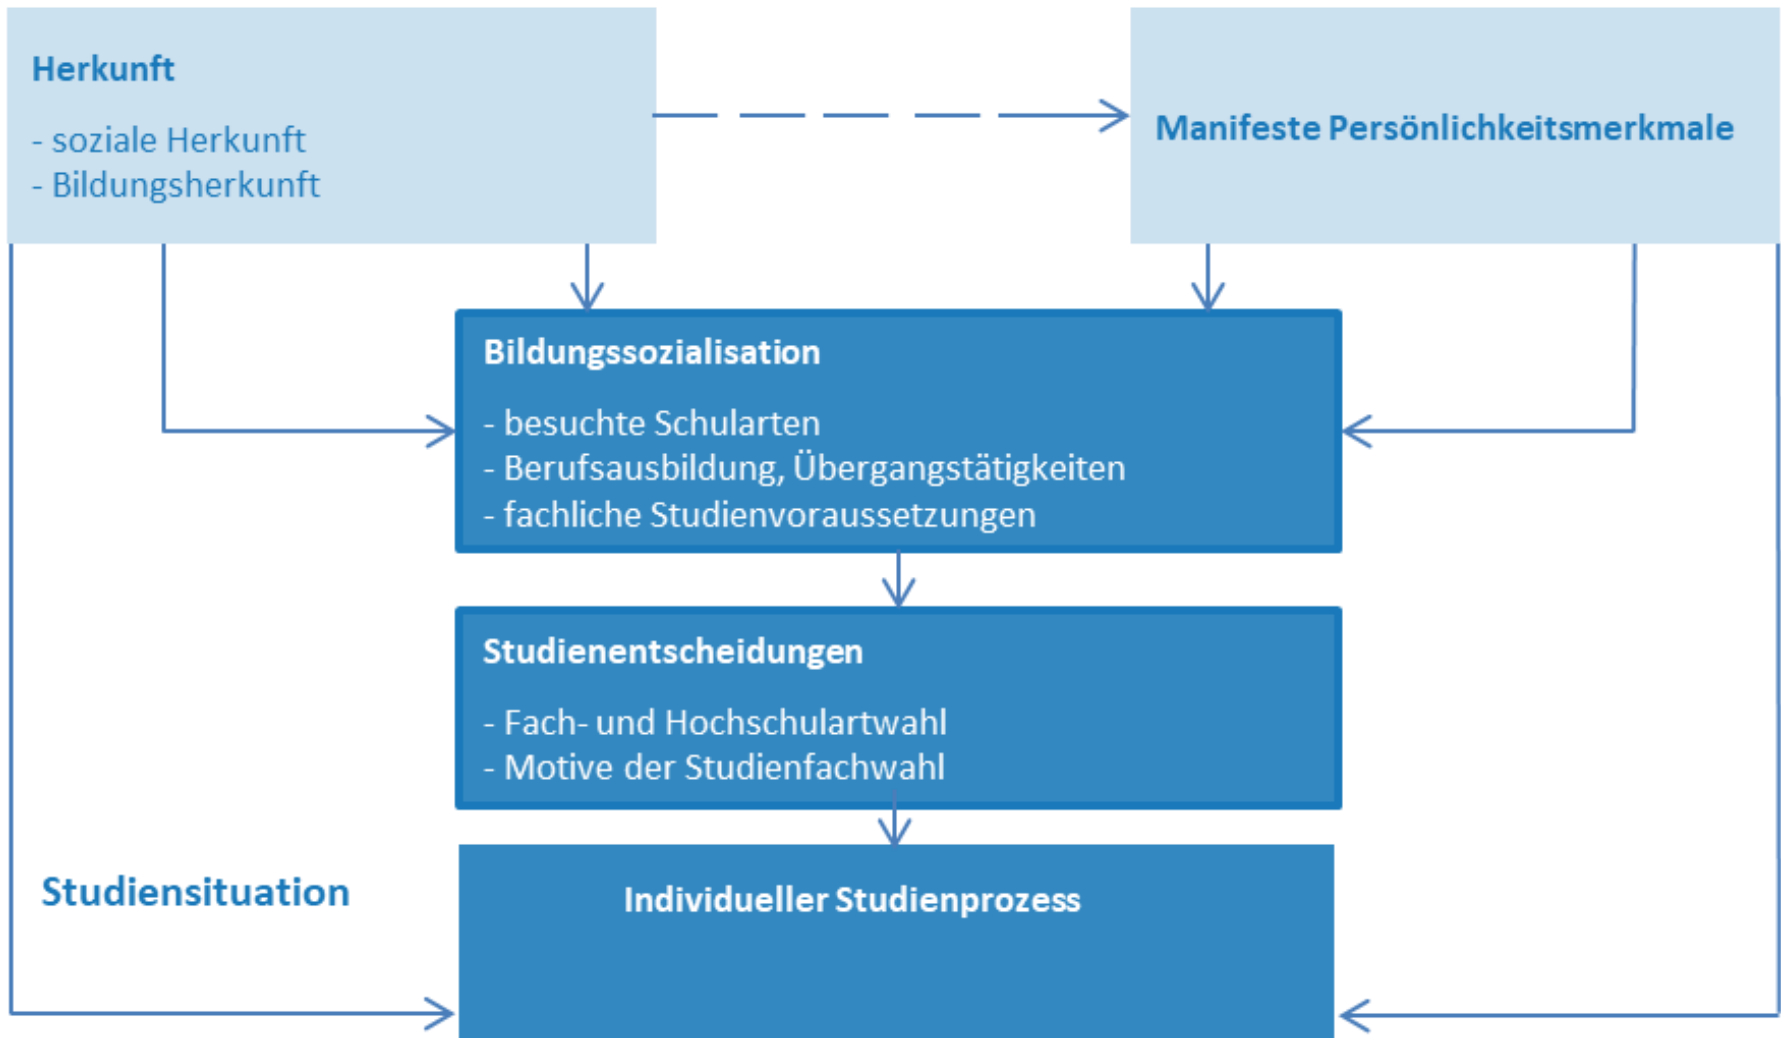 Herkunft
- soziale Herkunft
- Bildungsherkunft
Manifeste Persönlichkeitsmerkmale
Bildungssozialisation
- besuchte Schularten
- Berufsausbildung, Übergangstätigkeiten
- fachliche Studienvoraussetzungen
Studienentscheidungen
- Fach- und Hochschulartwahl
- Motive der Studienfachwahl
Studiensituation
Individueller Studienprozess